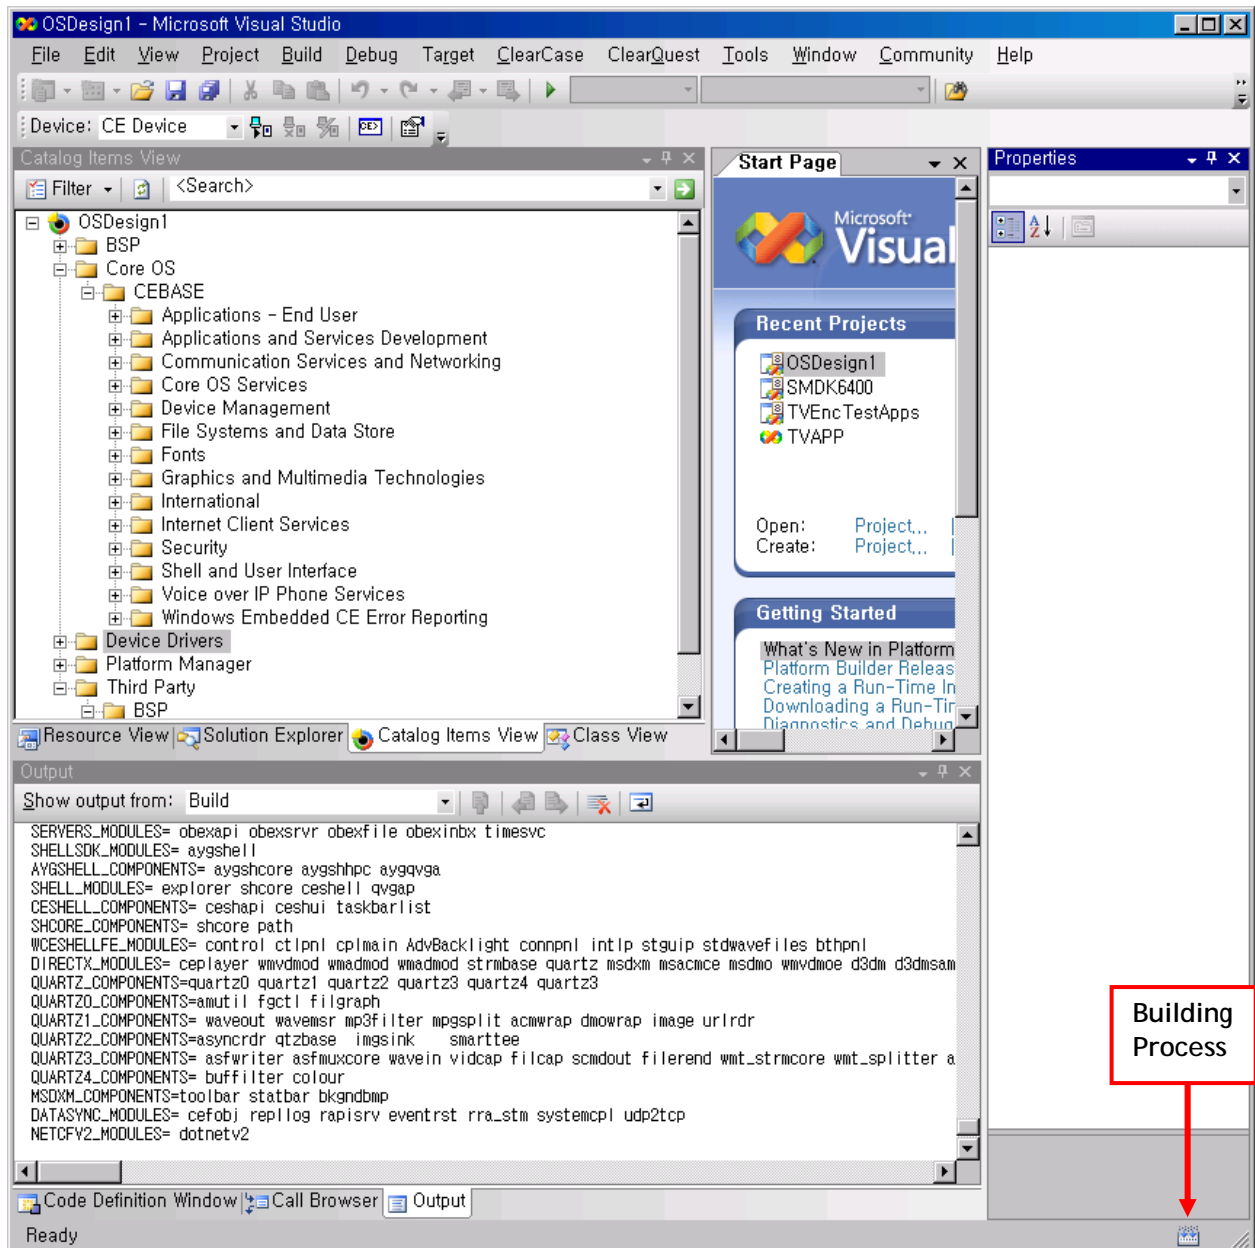 OSDesign1 - Microsoft Visual Studio
File Edit View Project Build Debug Target ClearCase ClearQuest Tools Window Community Help
Device: CE Device
Catalog Items View
Filter
<Search>
OSDesign1
BSP
Core OS
CEBASE
Applications - End User
Applications and Services Development
Communication Services and Networking
Core OS Services
Device Management
File Systems and Data Store
Fonts
Graphics and Multimedia Technologies
International
Internet Client Services
Security
Shell and User Interface
Voice over IP Phone Services
Windows Embedded CE Error Reporting
Device Drivers
Platform Manager
Third Party
BSP
Resource View Solution Explorer Catalog Items View Class View
Start Page
Microsoft
Visual
Recent Projects
OSDesign1
SMDK6400
TVEncTestApps
TVAPP
Open: Project...
Create: Project...
Getting Started
What's New in Platform
Platform Builder Releas
Creating a Run-Time In
Downloading a Run-Tir
Diagnostics and Debug
Properties
Output
Show output from: Build
SERVERS_MODULES= obexapi obexsrvr obexfile obexinbx timesvc
SHELLSDK_MODULES= aygshell
AYGSHELL_COMPONENTS= aygshcore aygshhpc aygqvga
SHELL_MODULES= explorer shcore ceshell qvgap
CESHELL_COMPONENTS= ceshapi ceshui taskbarlist
SHCORE_COMPONENTS= shcore path
WCESHELLFE_MODULES= control ctlpnl cplmain AdvBacklight connpnl intlp stguip stdwavefiles bthpnl
DIRECTX_MODULES= ceplayer wmvdmod wmadmod wmadmod strmbase quartz msdxm msacmce msdmo wmvdmoe d3dm d3dmsam
QUARTZ_COMPONENTS=quartz0 quartz1 quartz2 quartz3 quartz4 quartz3
QUARTZ0_COMPONENTS=amutil fgctl filgraph
QUARTZ1_COMPONENTS= waveout wavemsr mp3filter mpgsplit acmwrap dmowrap image urlrdr
QUARTZ2_COMPONENTS=asyncrdr qtzbase imgsink smarttee
QUARTZ3_COMPONENTS= asfwriter asfmuxcore wavein vidcap filcap scmdout filerend wmt_strmcore wmt_splitter a
QUARTZ4_COMPONENTS= buffilter colour
MSDXM_COMPONENTS=toolbar statbar bkgndbmp
DATASYNC_MODULES= cefobj repllog rapisrv eventrst rra_stm systemcpl udp2tcp
NETCFV2_MODULES= dotnetv2
Building
Process
Code Definition Window Call Browser Output
Ready